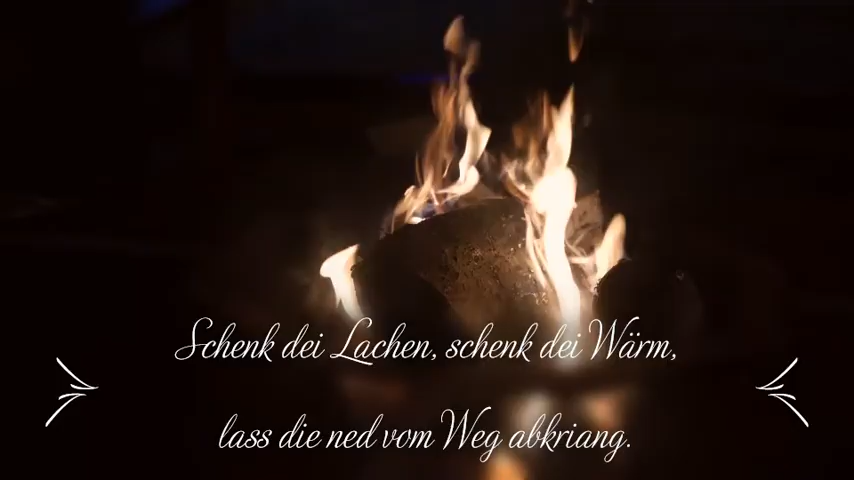 Schenk dei Lachen, schenk dei Wärm,
lass die ned vom Weg abkriang.